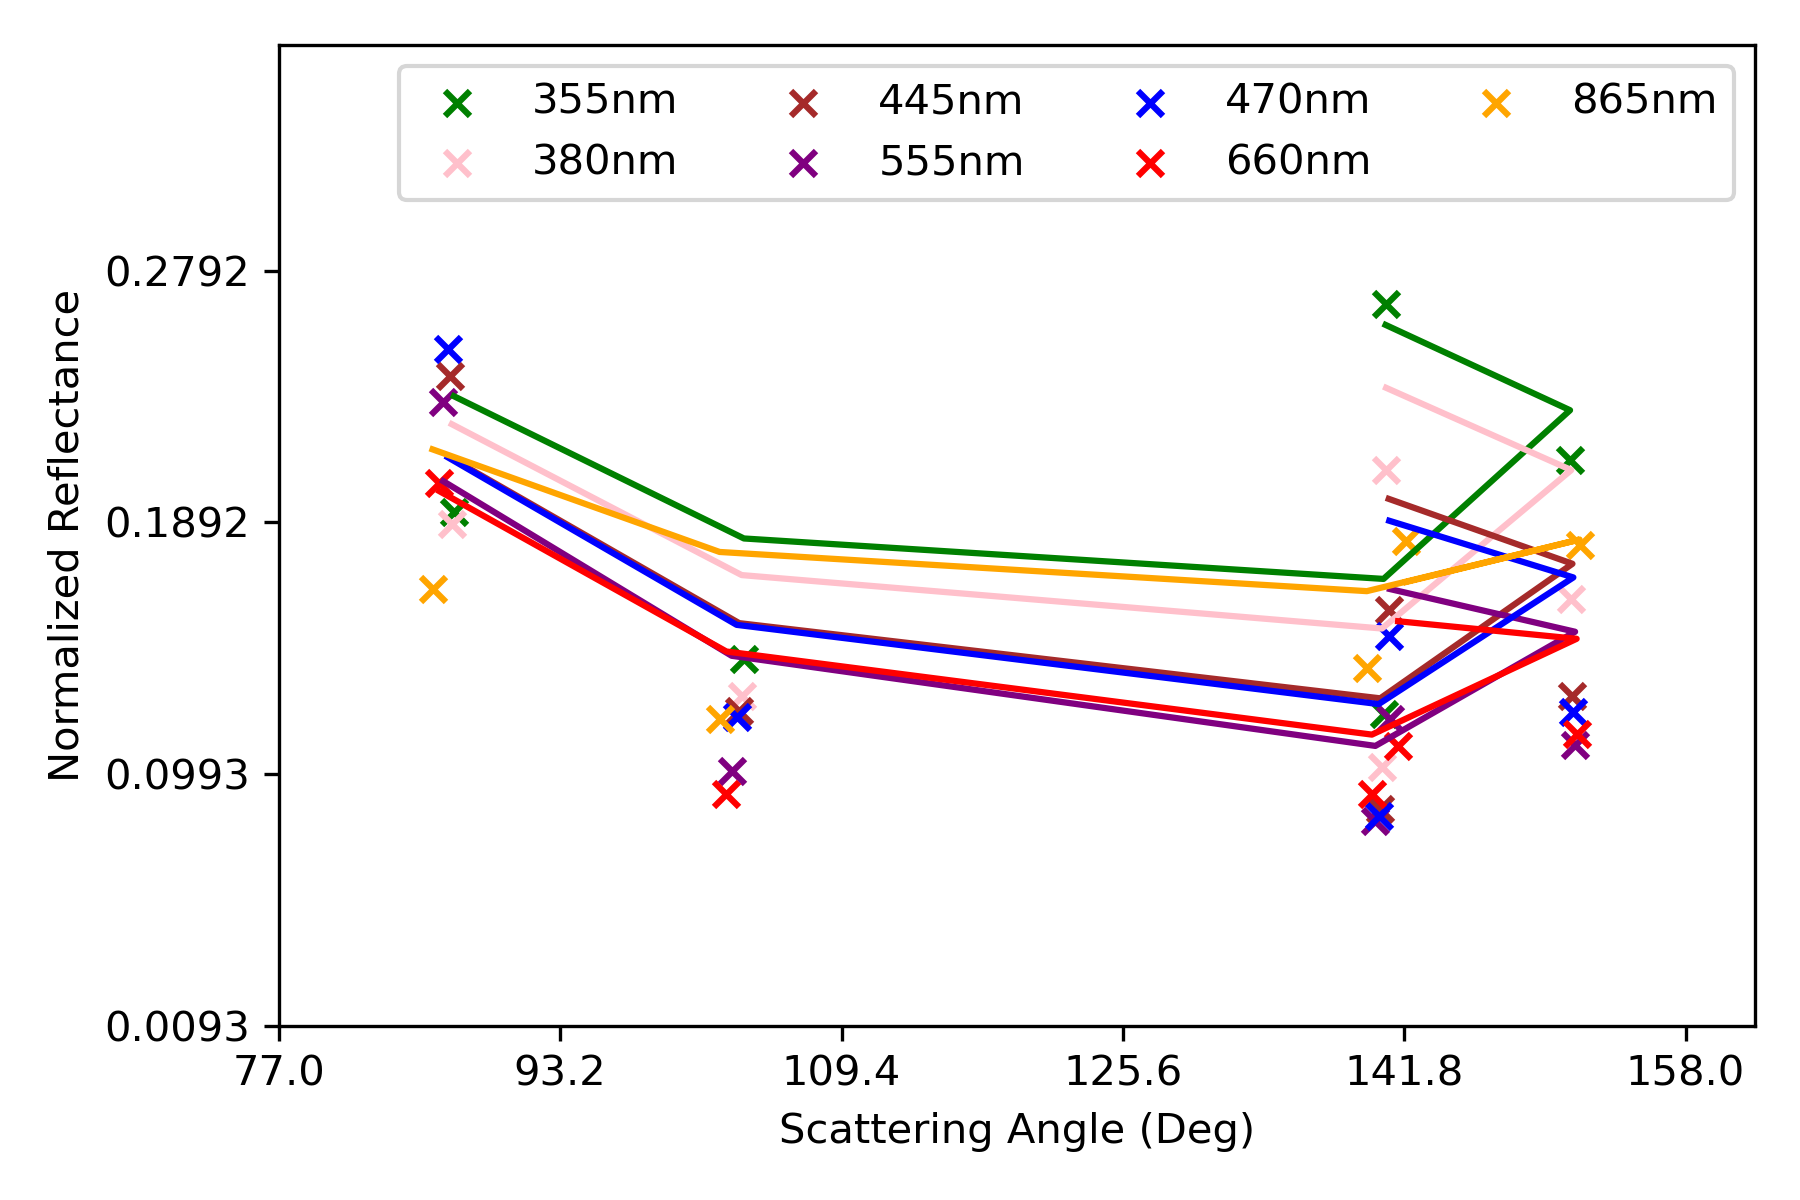 355nm 445nm 470nm 865nm
380nm 555nm 660nm
Normalized Reflectance
0.2792
0.1892
0.0993
0.0093
77.0 93.2 109.4 125.6 141.8 158.0
Scattering Angle (Deg)